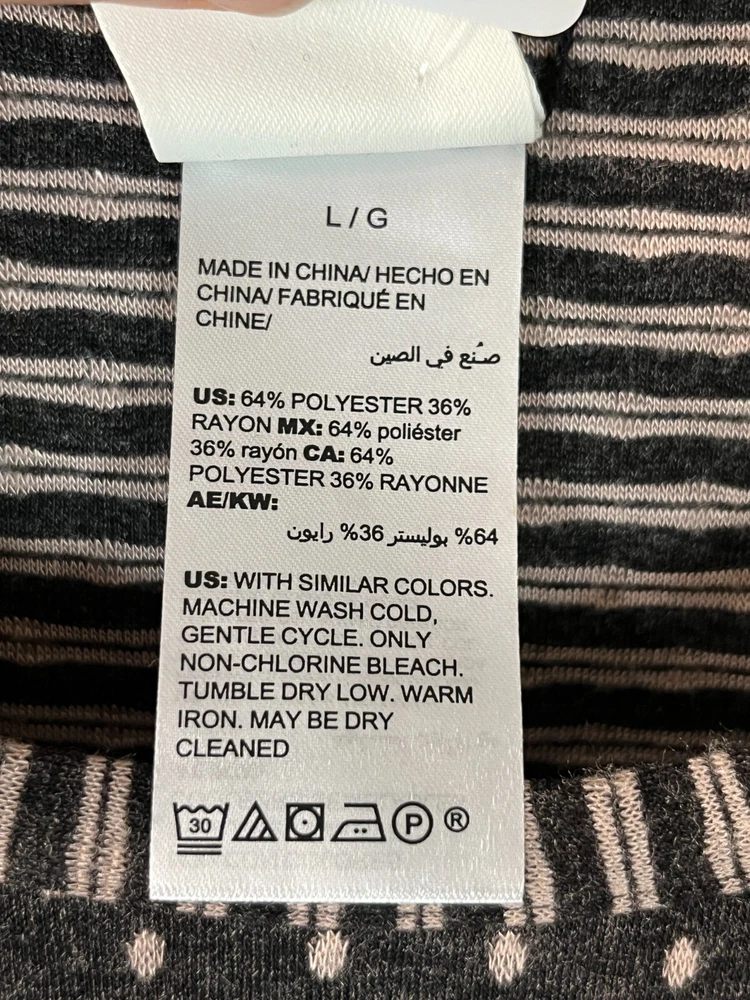 L / G
MADE IN CHINA/ HECHO EN
CHINA/ FABRIQUÉ EN
CHINE/
صُنع في الصين
US: 64% POLYESTER 36%
RAYON MX: 64% poliéster
36% rayón CA: 64%
POLYESTER 36% RAYONNE
AE/KW:
64% بوليستر 36% رايون
US: WITH SIMILAR COLORS.
MACHINE WASH COLD,
GENTLE CYCLE. ONLY
NON-CHLORINE BLEACH.
TUMBLE DRY LOW. WARM
IRON. MAY BE DRY
CLEANED
30 P ®